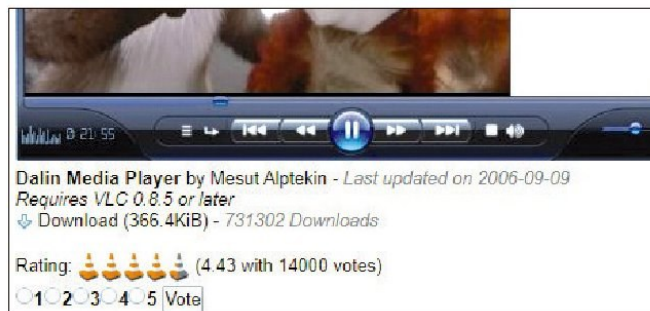 0 21:55
Dalin Media Player by Mesut Alptekin - Last updated on 2006-09-09
Requires VLC 0.8.5 or later
Download (366.4KiB) - 731302 Downloads
Rating: (4.43 with 14000 votes)
1 2 3 4 5 Vote